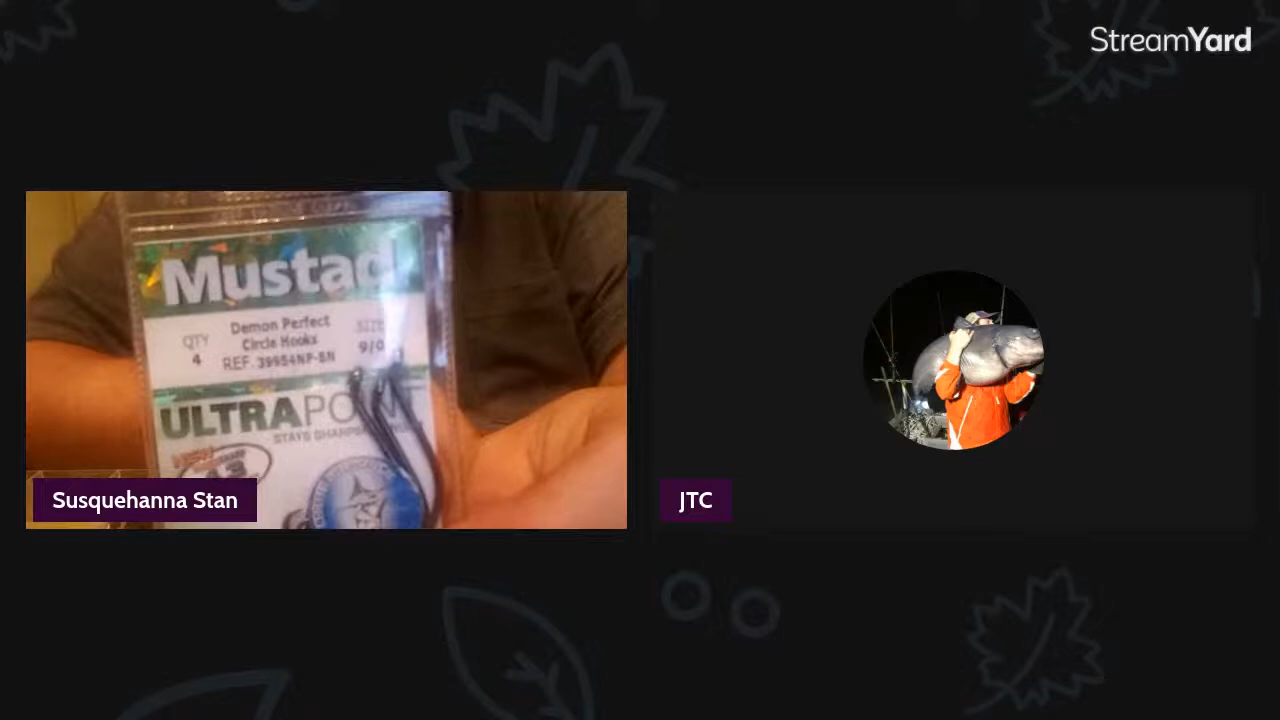 StreamYard
Mustad
QTY
4
Demon Perfect
Circle Hooks
REF. 39954NP-BN
SIZE
9/0
ULTRAPOINT
STAYS SHARP
Susquehanna Stan
JTC